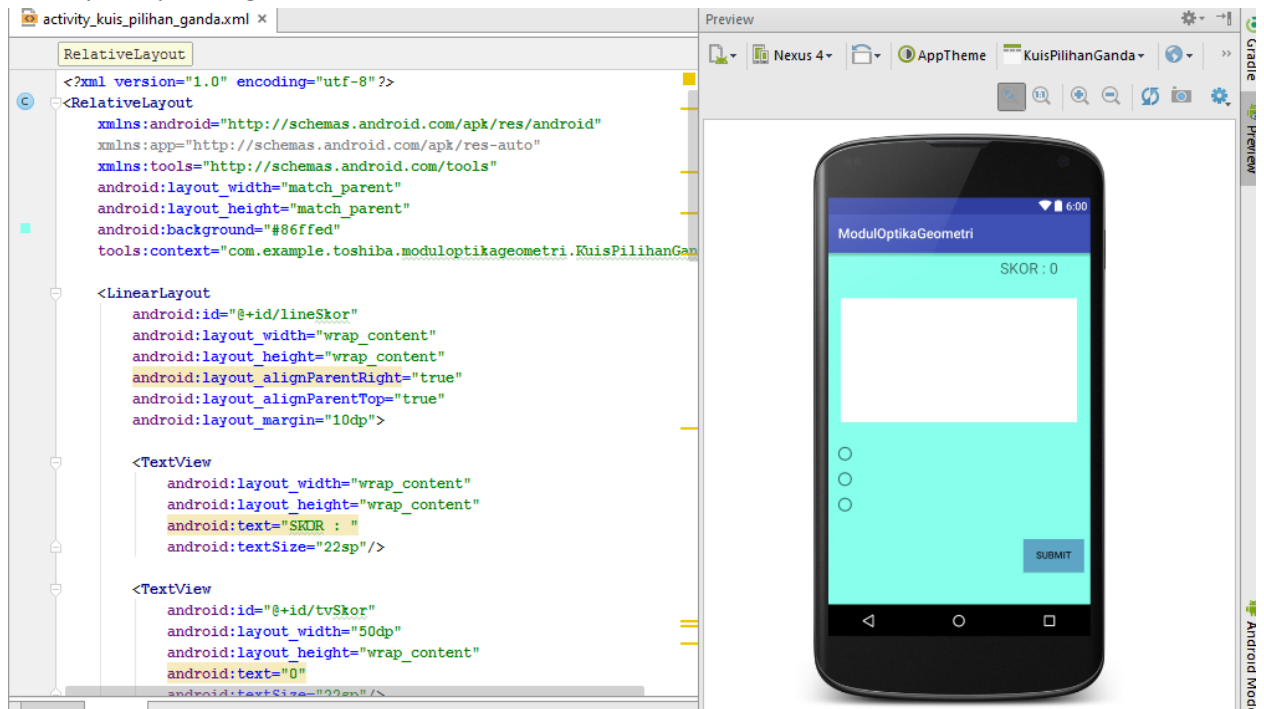 activity_kuis_pilihan_ganda.xml ×
RelativeLayout
<?xml version="1.0" encoding="utf-8"?>
<RelativeLayout
xmlns:android="http://schemas.android.com/apk/res/android"
xmlns:app="http://schemas.android.com/apk/res-auto"
xmlns:tools="http://schemas.android.com/tools"
android:layout_width="match_parent"
android:layout_height="match_parent"
android:background="#86ffed"
tools:context="com.example.toshiba.moduloptikageometri.KuisPilihanGan
<LinearLayout
android:id="@+id/lineSkor"
android:layout_width="wrap_content"
android:layout_height="wrap_content"
android:layout_alignParentRight="true"
android:layout_alignParentTop="true"
android:layout_margin="10dp">
<TextView
android:layout_width="wrap_content"
android:layout_height="wrap_content"
android:text="SKOR : "
android:textSize="22sp"/>
<TextView
android:id="@+id/tvSkor"
android:layout_width="50dp"
android:layout_height="wrap_content"
android:text="0"
android:textSize="22sp"/>
Preview
Nexus 4
AppTheme
KuisPilihanGanda
6:00
ModulOptikaGeometri
SKOR : 0
SUBMIT
Gradle
Preview
Android Mod